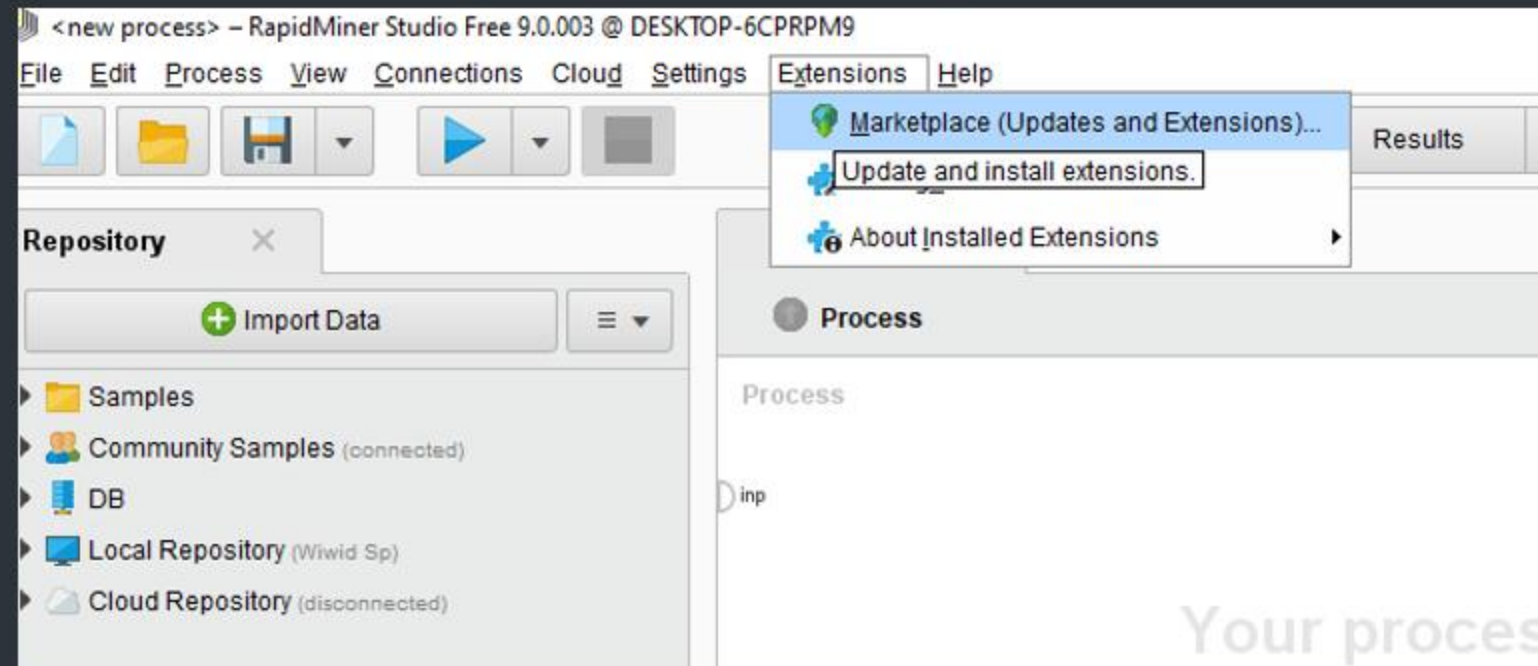 <new process> – RapidMiner Studio Free 9.0.003 @ DESKTOP-6CPRPM9
File Edit Process View Connections Cloud Settings Extensions Help
Marketplace (Updates and Extensions)...
Results
Update and install extensions.
About Installed Extensions
Repository
Import Data
Process
Samples
Process
Community Samples (connected)
DB
inp
Local Repository (Wiwid Sp)
Cloud Repository (disconnected)
Your proces